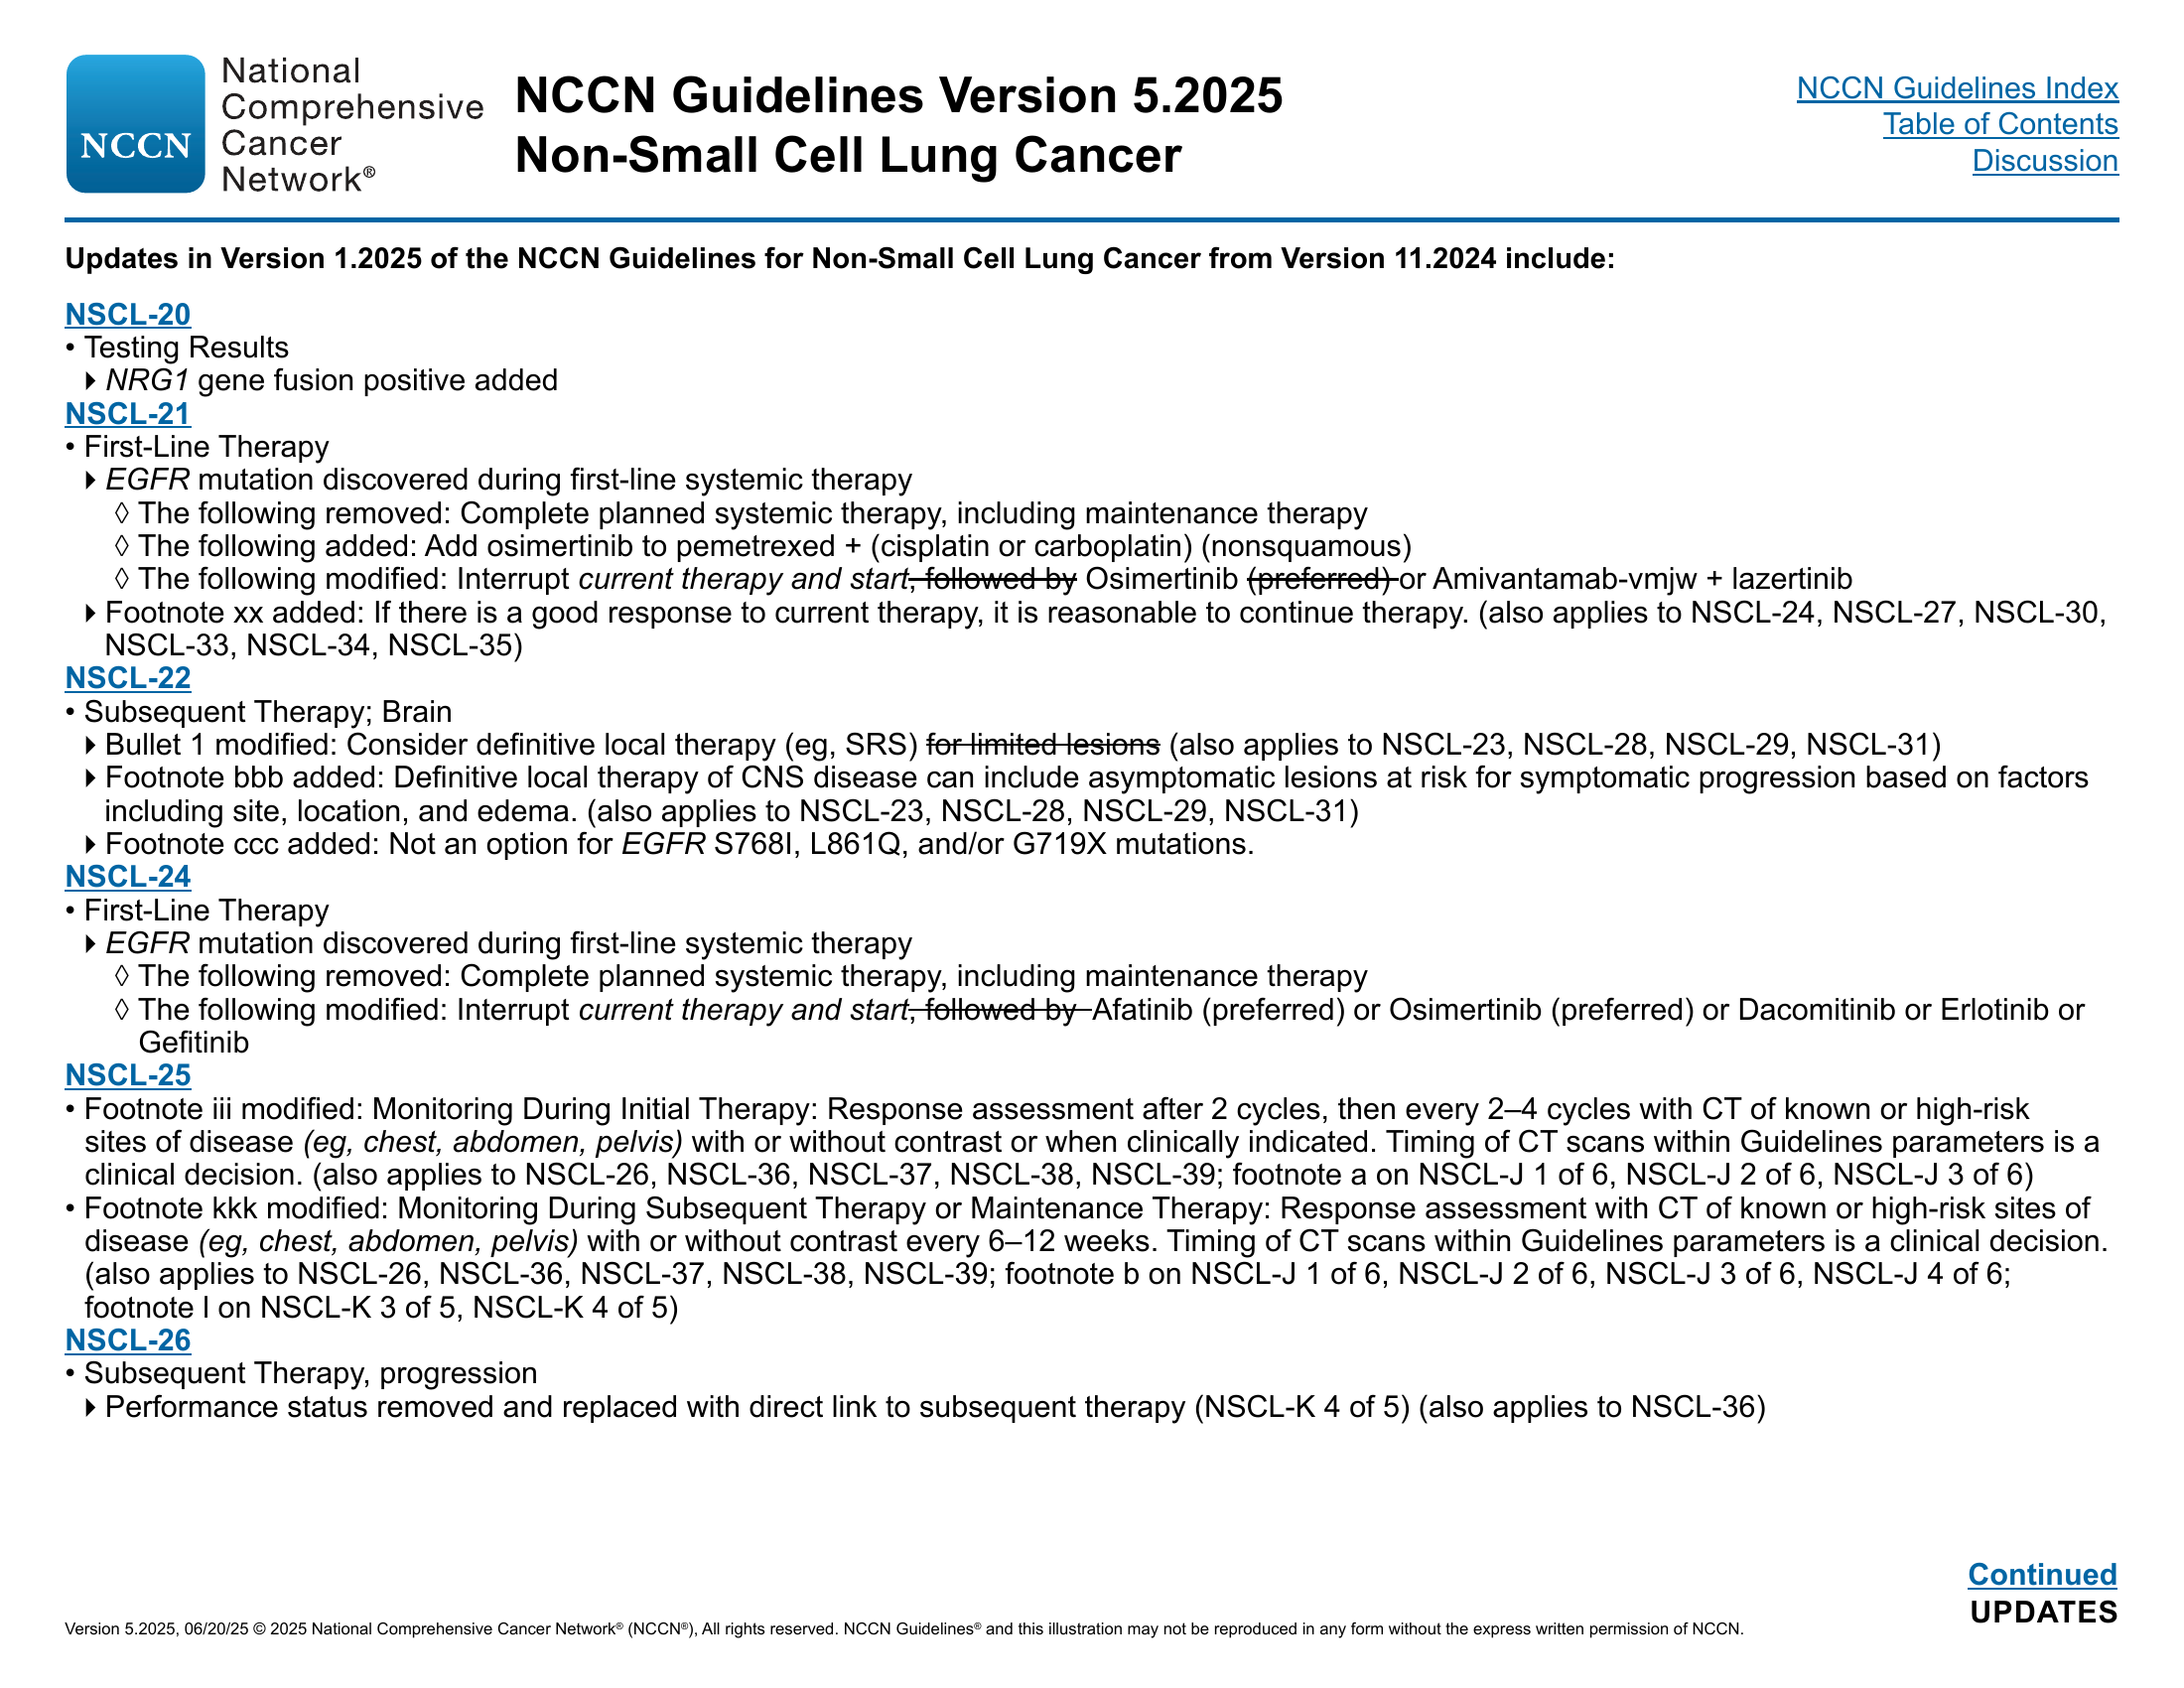 NCCN
National
Comprehensive
Cancer
Network®
NCCN Guidelines Version 5.2025
Non-Small Cell Lung Cancer
NCCN Guidelines Index
Table of Contents
Discussion
Updates in Version 1.2025 of the NCCN Guidelines for Non-Small Cell Lung Cancer from Version 11.2024 include:
NSCL-20
• Testing Results
NRG1 gene fusion positive added
NSCL-21
• First-Line Therapy
EGFR mutation discovered during first-line systemic therapy
◊ The following removed: Complete planned systemic therapy, including maintenance therapy
◊ The following added: Add osimertinib to pemetrexed + (cisplatin or carboplatin) (nonsquamous)
◊ The following modified: Interrupt current therapy and start, followed by Osimertinib (preferred) or Amivantamab-vmjw + lazertinib
Footnote xx added: If there is a good response to current therapy, it is reasonable to continue therapy. (also applies to NSCL-24, NSCL-27, NSCL-30,
NSCL-33, NSCL-34, NSCL-35)
NSCL-22
• Subsequent Therapy; Brain
Bullet 1 modified: Consider definitive local therapy (eg, SRS) for limited lesions (also applies to NSCL-23, NSCL-28, NSCL-29, NSCL-31)
Footnote bbb added: Definitive local therapy of CNS disease can include asymptomatic lesions at risk for symptomatic progression based on factors
including site, location, and edema. (also applies to NSCL-23, NSCL-28, NSCL-29, NSCL-31)
Footnote ccc added: Not an option for EGFR S768I, L861Q, and/or G719X mutations.
NSCL-24
• First-Line Therapy
EGFR mutation discovered during first-line systemic therapy
◊ The following removed: Complete planned systemic therapy, including maintenance therapy
◊ The following modified: Interrupt current therapy and start, followed by Afatinib (preferred) or Osimertinib (preferred) or Dacomitinib or Erlotinib or
Gefitinib
NSCL-25
• Footnote iii modified: Monitoring During Initial Therapy: Response assessment after 2 cycles, then every 2–4 cycles with CT of known or high-risk
sites of disease (eg, chest, abdomen, pelvis) with or without contrast or when clinically indicated. Timing of CT scans within Guidelines parameters is a
clinical decision. (also applies to NSCL-26, NSCL-36, NSCL-37, NSCL-38, NSCL-39; footnote a on NSCL-J 1 of 6, NSCL-J 2 of 6, NSCL-J 3 of 6)
• Footnote kkk modified: Monitoring During Subsequent Therapy or Maintenance Therapy: Response assessment with CT of known or high-risk sites of
disease (eg, chest, abdomen, pelvis) with or without contrast every 6–12 weeks. Timing of CT scans within Guidelines parameters is a clinical decision.
(also applies to NSCL-26, NSCL-36, NSCL-37, NSCL-38, NSCL-39; footnote b on NSCL-J 1 of 6, NSCL-J 2 of 6, NSCL-J 3 of 6, NSCL-J 4 of 6;
footnote l on NSCL-K 3 of 5, NSCL-K 4 of 5)
NSCL-26
• Subsequent Therapy, progression
Performance status removed and replaced with direct link to subsequent therapy (NSCL-K 4 of 5) (also applies to NSCL-36)
Continued
UPDATES
Version 5.2025, 06/20/25 © 2025 National Comprehensive Cancer Network® (NCCN®), All rights reserved. NCCN Guidelines® and this illustration may not be reproduced in any form without the express written permission of NCCN.